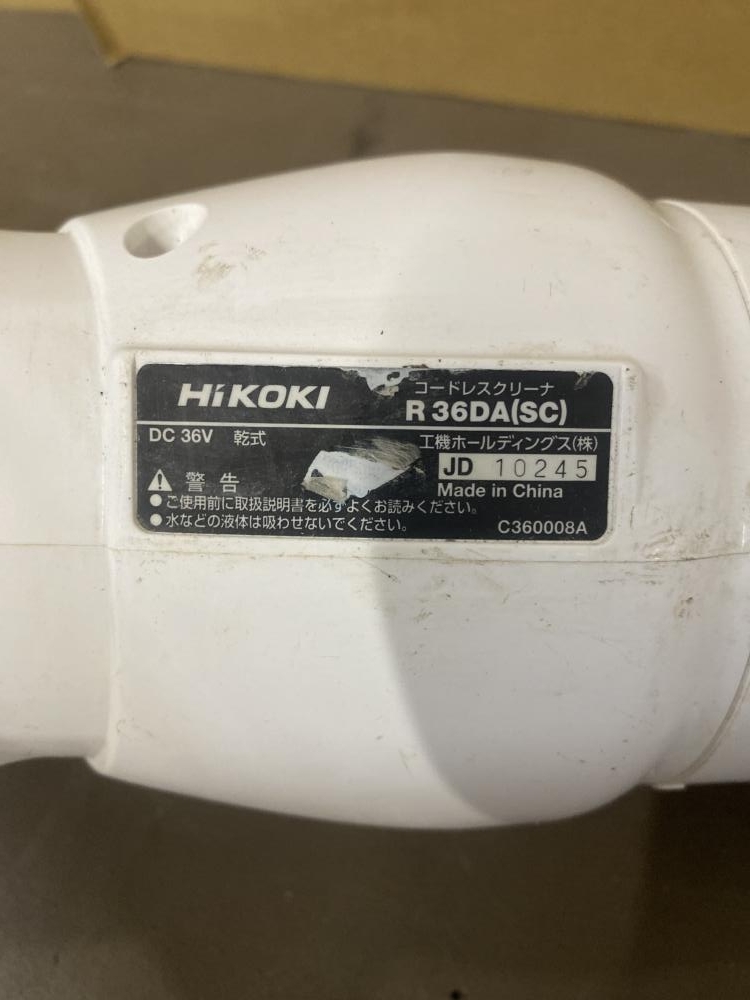 HiKOKI
コードレスクリーナ
R 36DA(SC)
DC 36V 乾式
工機ホールディングス(株)
JD 10245
Made in China
警告
●ご使用前に取扱説明書を必ずよくお読みください。
●水などの液体は吸わせないでください。
C360008A